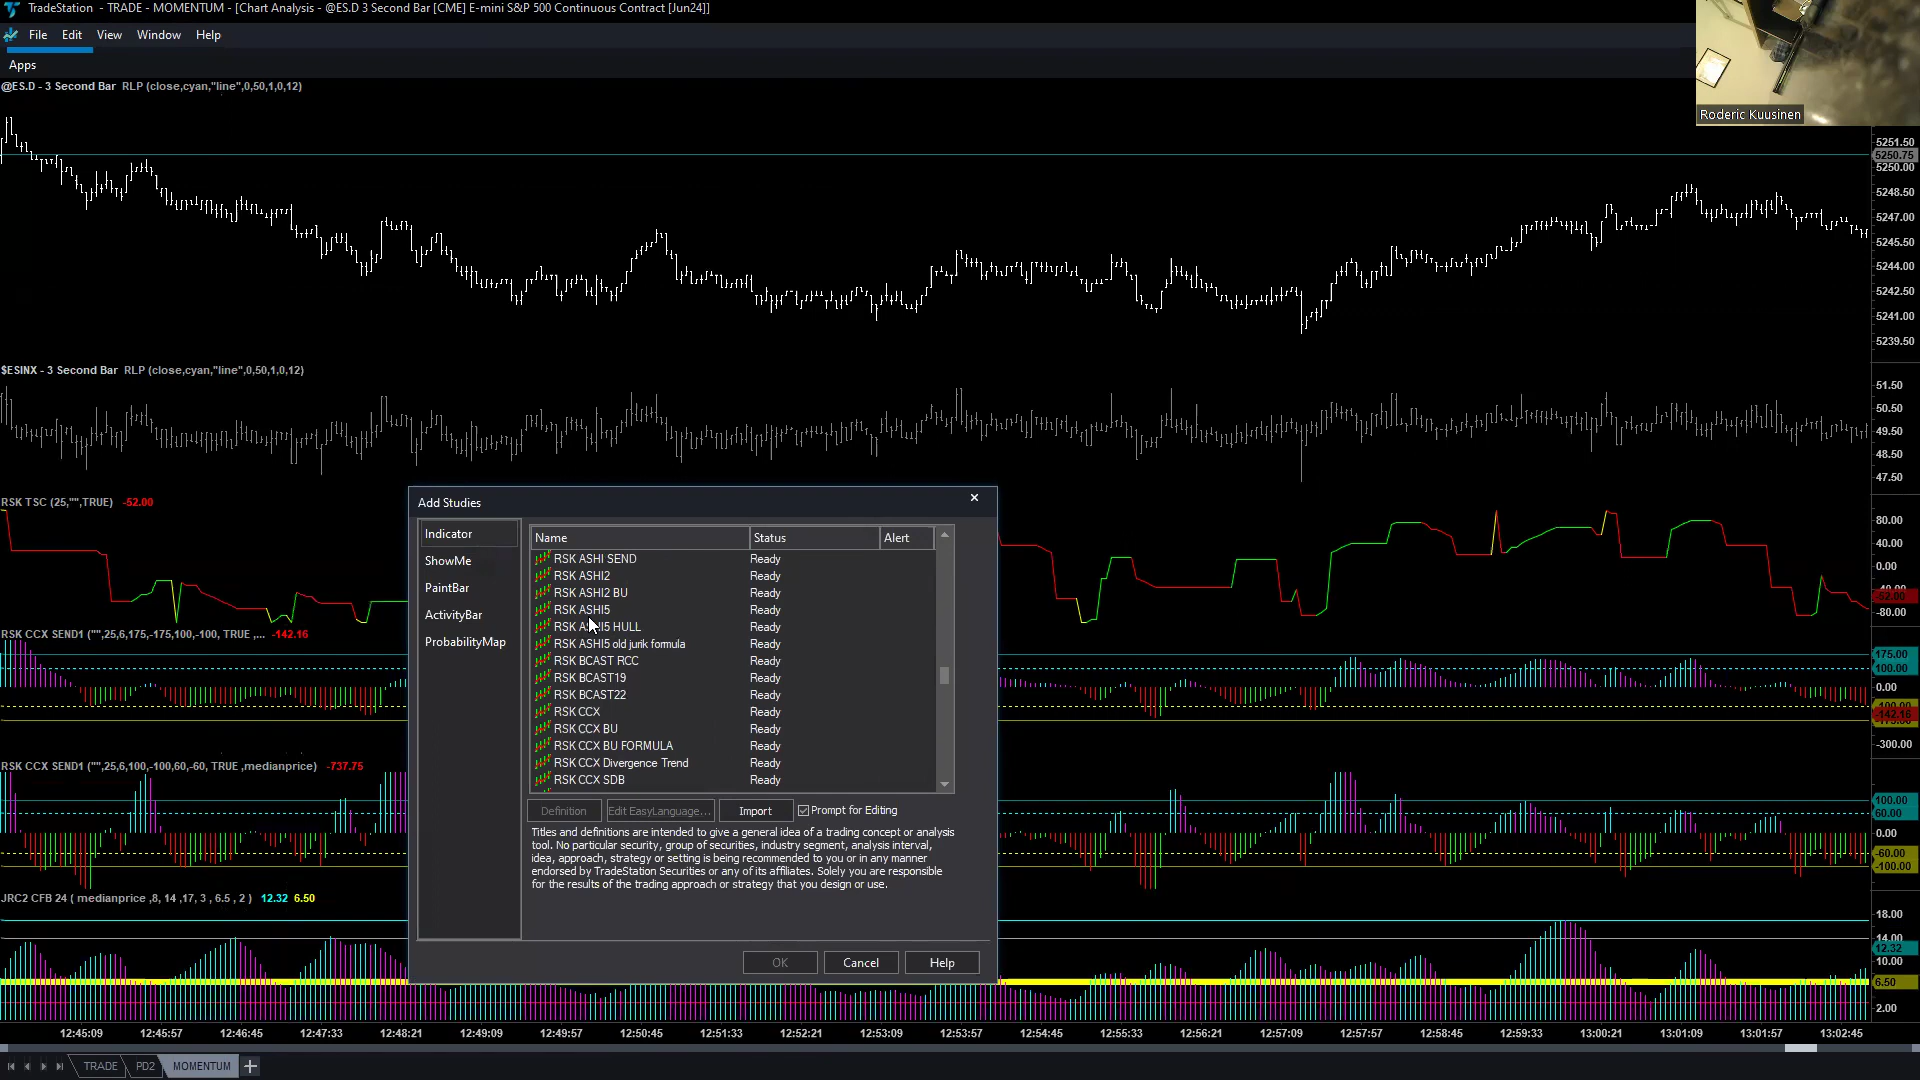 TradeStation - TRADE - MOMENTUM - [Chart Analysis - @ES.D 3 Second Bar [CME] E-mini S&P 500 Continuous Contract [Jun24]]
File Edit View Window Help
Apps
Roderic Kuusinen
@ES.D - 3 Second Bar RLP (close,cyan,"line",0,50,1,0,12)
5251.50
5250.75
5250.00
5248.50
5247.00
5245.50
5244.00
5242.50
5241.00
5239.50
$ESINX - 3 Second Bar RLP (close,cyan,"line",0,50,1,0,12)
51.50
50.50
49.50
48.50
47.50
RSK TSC (25,"",TRUE) -52.00
80.00
40.00
0.00
-52.00
-80.00
RSK CCX SEND1 ("",25,6,175,-175,100,-100, TRUE ,... -142.16
175.00
100.00
0.00
-142.16
-300.00
RSK CCX SEND1 ("",25,6,100,-100,60,-60, TRUE ,medianprice) -737.75
100.00
60.00
0.00
-60.00
-100.00
JRC2 CFB 24 ( medianprice ,8, 14 ,17, 3 , 6.5 , 2 ) 12.32 6.50
18.00
14.00
12.32
10.00
6.50
2.00
Add Studies
Indicator
ShowMe
PaintBar
ActivityBar
ProbabilityMap
Name Status Alert
RSK ASHI SEND Ready
RSK ASHI2 Ready
RSK ASHI2 BU Ready
RSK ASHI5 Ready
RSK ASHI5 HULL Ready
RSK ASHI5 old jurik formula Ready
RSK BCAST RCC Ready
RSK BCAST19 Ready
RSK BCAST22 Ready
RSK CCX Ready
RSK CCX BU Ready
RSK CCX BU FORMULA Ready
RSK CCX Divergence Trend Ready
RSK CCX SDB Ready
Definition Edit EasyLanguage... Import Prompt for Editing
Titles and definitions are intended to give a general idea of a trading concept or analysis
tool. No particular security, group of securities, industry segment, analysis interval,
idea, approach, strategy or setting is being recommended to you or in any manner
endorsed by TradeStation Securities or any of its affiliates. Solely you are responsible
for the results of the trading approach or strategy that you design or use.
OK Cancel Help
12:45:09 12:45:57 12:46:45 12:47:33 12:48:21 12:49:09 12:49:57 12:50:45 12:51:33 12:52:21 12:53:09 12:53:57 12:54:45 12:55:33 12:56:21 12:57:09 12:57:57 12:58:45 12:59:33 13:00:21 13:01:09 13:01:57 13:02:45
TRADE PD2 MOMENTUM